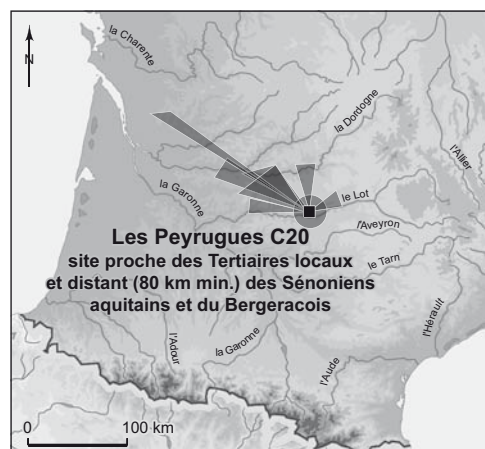 la Charente
N
la Dordogne
l'Allier
la Garonne
le Lot
l'Aveyron
Les Peyrugues C20
site proche des Tertiaires locaux
et distant (80 km min.) des Sénoniens
aquitains et du Bergeracois
le Tarn
l'Hérault
l'Adour
la Garonne
l'Aude
0 100 km